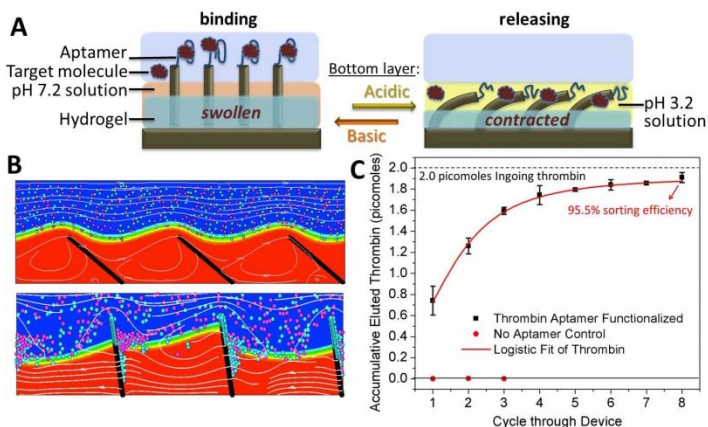 A
binding
releasing
Aptamer
Target molecule
pH 7.2 solution
Hydrogel
swollen
Bottom layer:
Acidic
Basic
contracted
pH 3.2
solution
B
C
Accumulative Eluted Thrombin (picomoles)
2.0
1.8
1.6
1.4
1.2
1.0
0.8
0.6
0.4
0.2
0.0
2.0 picomoles Ingoing thrombin
95.5% sorting efficiency
Thrombin Aptamer Functionalized
No Aptamer Control
Logistic Fit of Thrombin
1 2 3 4 5 6 7 8
Cycle through Device